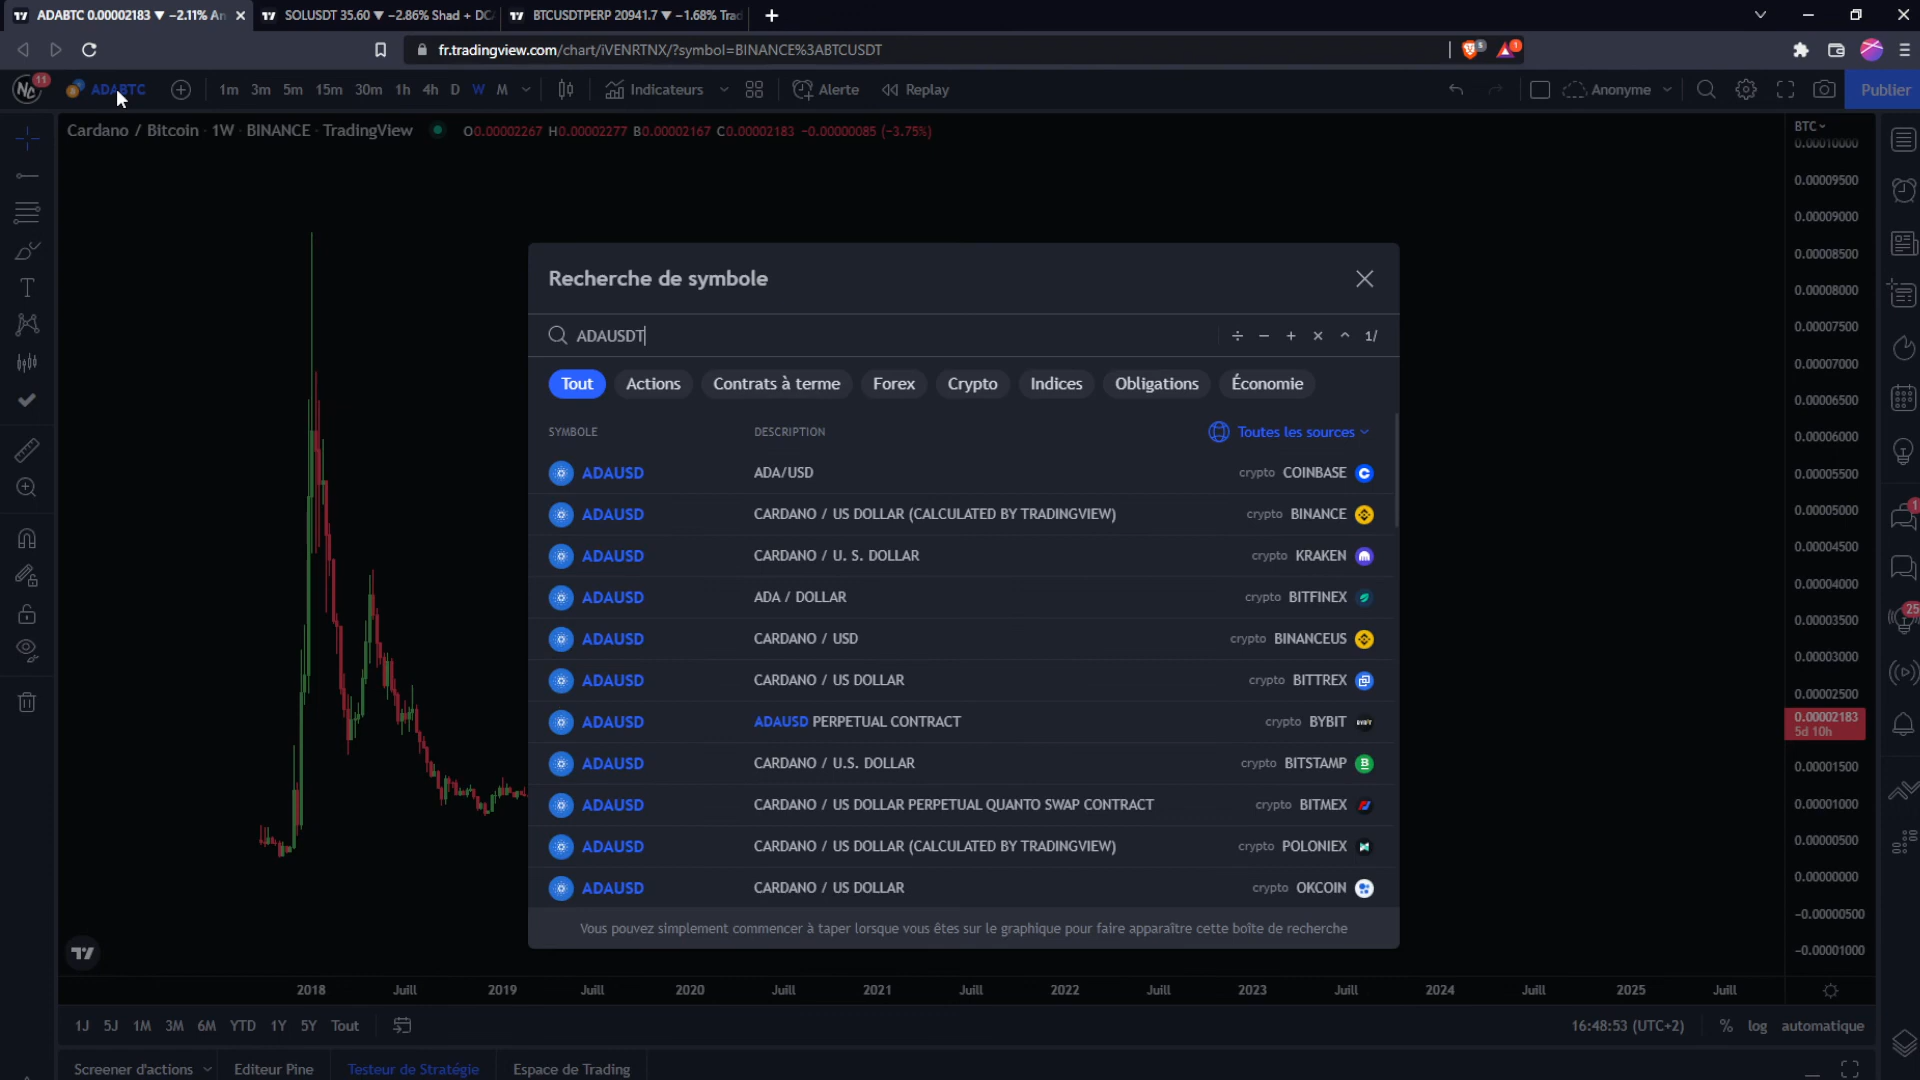 ADABTC 0.00002183 ▼ −2.11% An
SOLUSDT 35.60 ▼ −2.86% Shad + DCA
BTCUSDTPERP 20941.7 ▼ −1.68% Trad
fr.tradingview.com/chart/iVENRTNX/?symbol=BINANCE%3ABTCUSDT
5
1
11
ADABTC
1m 3m 5m 15m 30m 1h 4h D W M
Indicateurs
Alerte
Replay
Anonyme
Publier
Cardano / Bitcoin · 1W · BINANCE · TradingView
O0.00002267 H0.00002277 B0.00002167 C0.00002183 −0.00000085 (−3.75%)
BTC
0.00010000
0.00009500
0.00009000
0.00008500
0.00008000
0.00007500
0.00007000
0.00006500
0.00006000
0.00005500
0.00005000
0.00004500
0.00004000
0.00003500
0.00003000
0.00002500
0.00002183
5d 10h
0.00001500
0.00001000
0.00000500
0.00000000
−0.00000500
−0.00001000
1
25
Recherche de symbole
ADAUSDT
÷ − + × ^ 1/
Tout Actions Contrats à terme Forex Crypto Indices Obligations Économie
SYMBOLE DESCRIPTION Toutes les sources
ADAUSD ADA/USD crypto COINBASE
ADAUSD CARDANO / US DOLLAR (CALCULATED BY TRADINGVIEW) crypto BINANCE
ADAUSD CARDANO / U. S. DOLLAR crypto KRAKEN
ADAUSD ADA / DOLLAR crypto BITFINEX
ADAUSD CARDANO / USD crypto BINANCEUS
ADAUSD CARDANO / US DOLLAR crypto BITTREX
ADAUSD ADAUSD PERPETUAL CONTRACT crypto BYBIT
ADAUSD CARDANO / U.S. DOLLAR crypto BITSTAMP
ADAUSD CARDANO / US DOLLAR PERPETUAL QUANTO SWAP CONTRACT crypto BITMEX
ADAUSD CARDANO / US DOLLAR (CALCULATED BY TRADINGVIEW) crypto POLONIEX
ADAUSD CARDANO / US DOLLAR crypto OKCOIN
Vous pouvez simplement commencer à taper lorsque vous êtes sur le graphique pour faire apparaître cette boîte de recherche
2018 Juill 2019 Juill 2020 Juill 2021 Juill 2022 Juill 2023 Juill 2024 Juill 2025 Juill
1J 5J 1M 3M 6M YTD 1Y 5Y Tout
16:48:53 (UTC+2) % log automatique
Screener d'actions Editeur Pine Testeur de Stratégie Espace de Trading